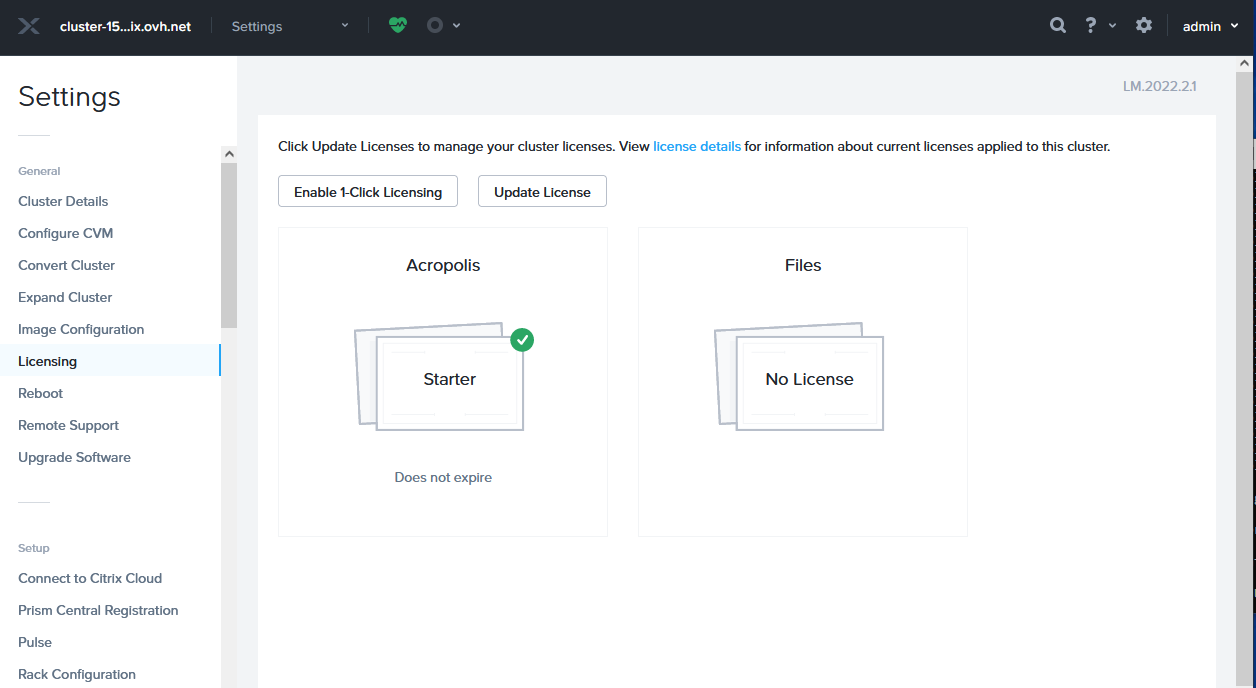 cluster-15...ix.ovh.net
Settings
?
admin
Settings
General
Cluster Details
Configure CVM
Convert Cluster
Expand Cluster
Image Configuration
Licensing
Reboot
Remote Support
Upgrade Software
Setup
Connect to Citrix Cloud
Prism Central Registration
Pulse
Rack Configuration
LM.2022.2.1
Click Update Licenses to manage your cluster licenses. View license details for information about current licenses applied to this cluster.
Enable 1-Click Licensing
Update License
Acropolis
Starter
Does not expire
Files
No License